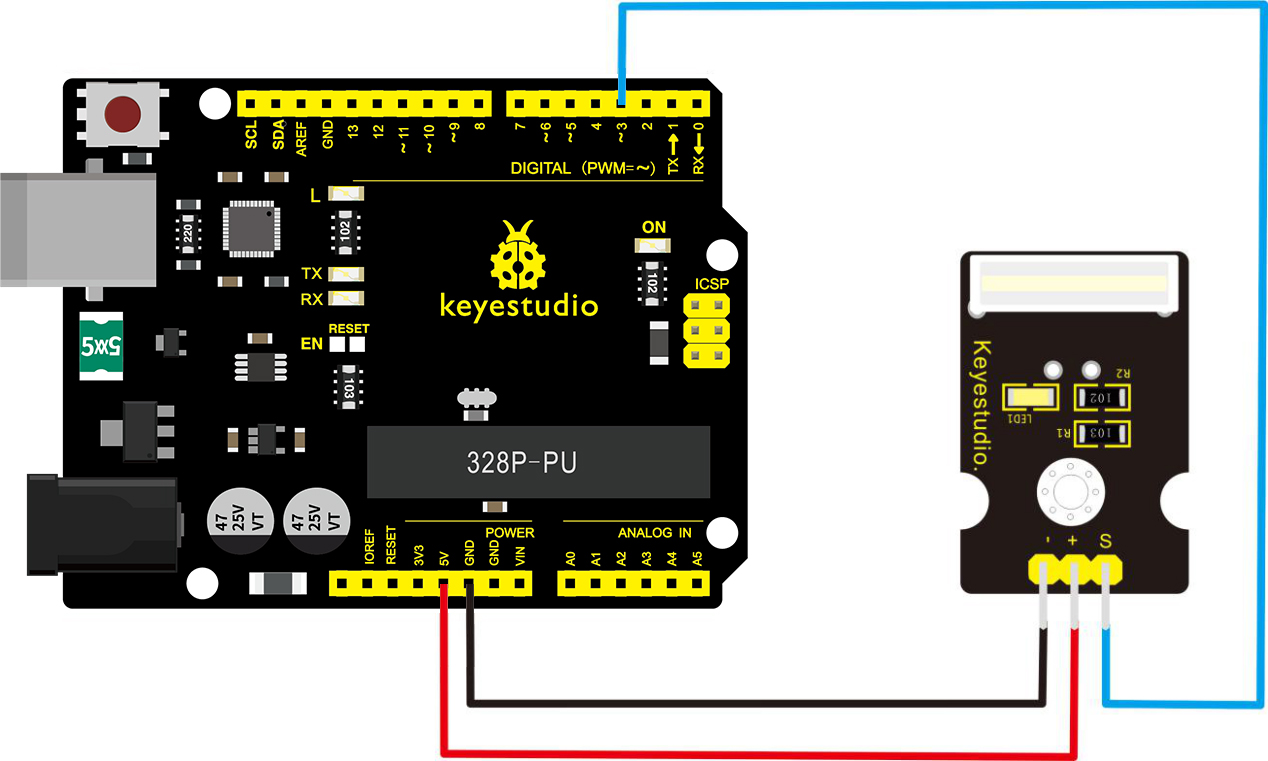 SCL
SDA
AREF
GND
13
12
~11
~10
~9
8
7
~6
~5
4
~3
2
TX→1
RX←0
DIGITAL (PWM=~)
L
220
102
TX
RX
ON
102
ICSP
keyestudio
RESET
EN
103
5XX5
328P-PU
47
25V
VT
47
25V
VT
IOREF
RESET
3V3
5V
GND
GND
VIN
POWER
ANALOG IN
A0
A1
A2
A3
A4
A5
Keyestudio.
R2
102
LED1
R1
103
- + S